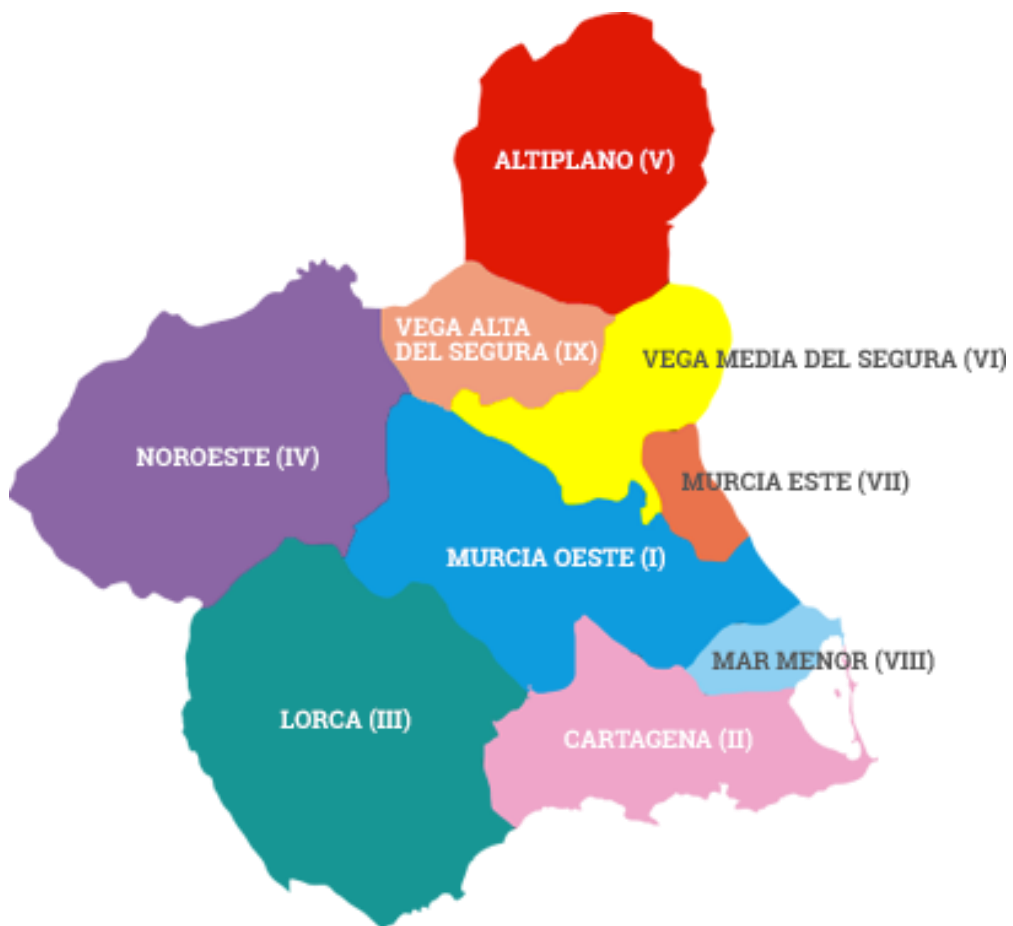 ALTIPLANO (V)
VEGA ALTA
DEL SEGURA (IX)
VEGA MEDIA DEL SEGURA (VI)
NOROESTE (IV)
MURCIA ESTE (VII)
MURCIA OESTE (I)
MAR MENOR (VIII)
LORCA (III)
CARTAGENA (II)